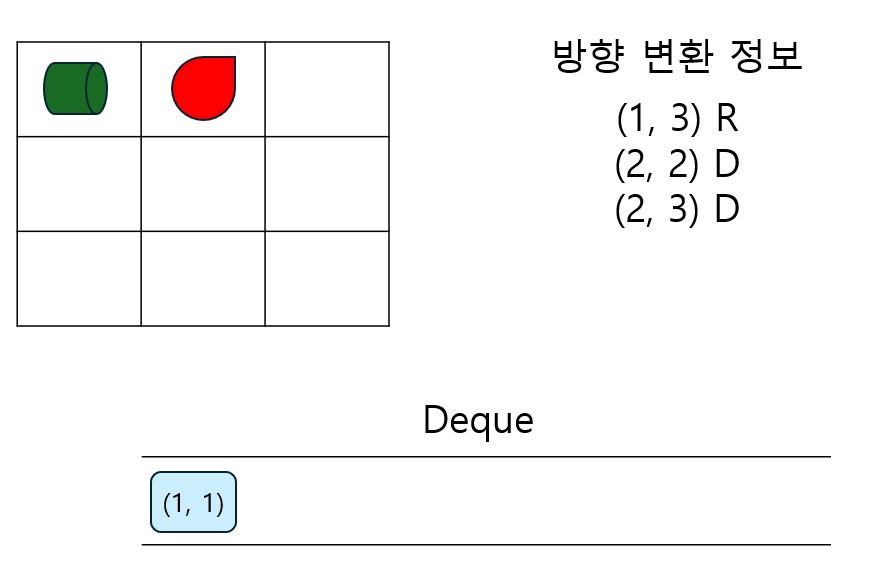 방향 변환 정보
(1, 3) R
(2, 2) D
(2, 3) D
Deque
(1, 1)